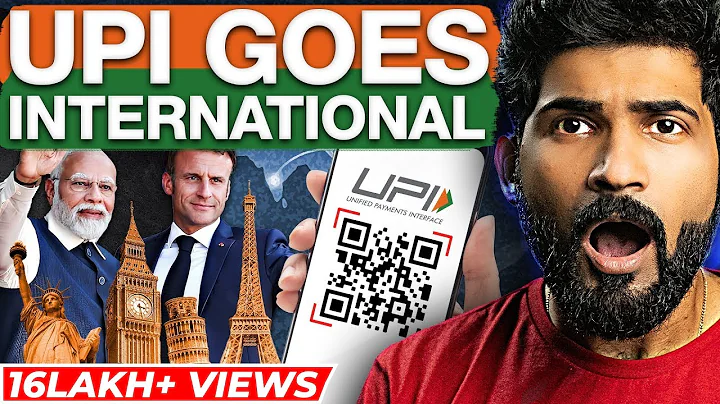 UPI GOES
INTERNATIONAL
UPI
UNIFIED PAYMENTS INTERFACE
16LAKH+ VIEWS